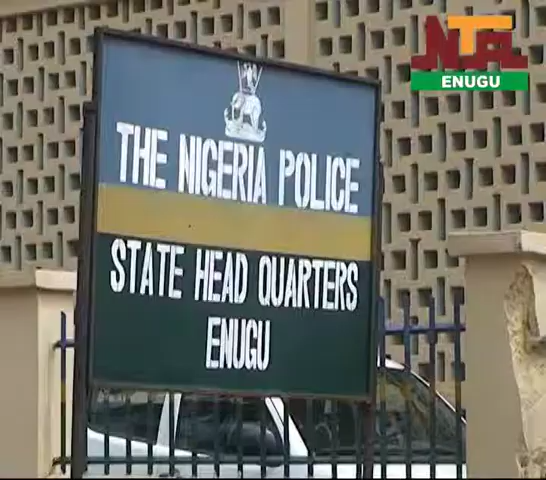 NTA
ENUGU
THE NIGERIA POLICE
STATE HEAD QUARTERS
ENUGU